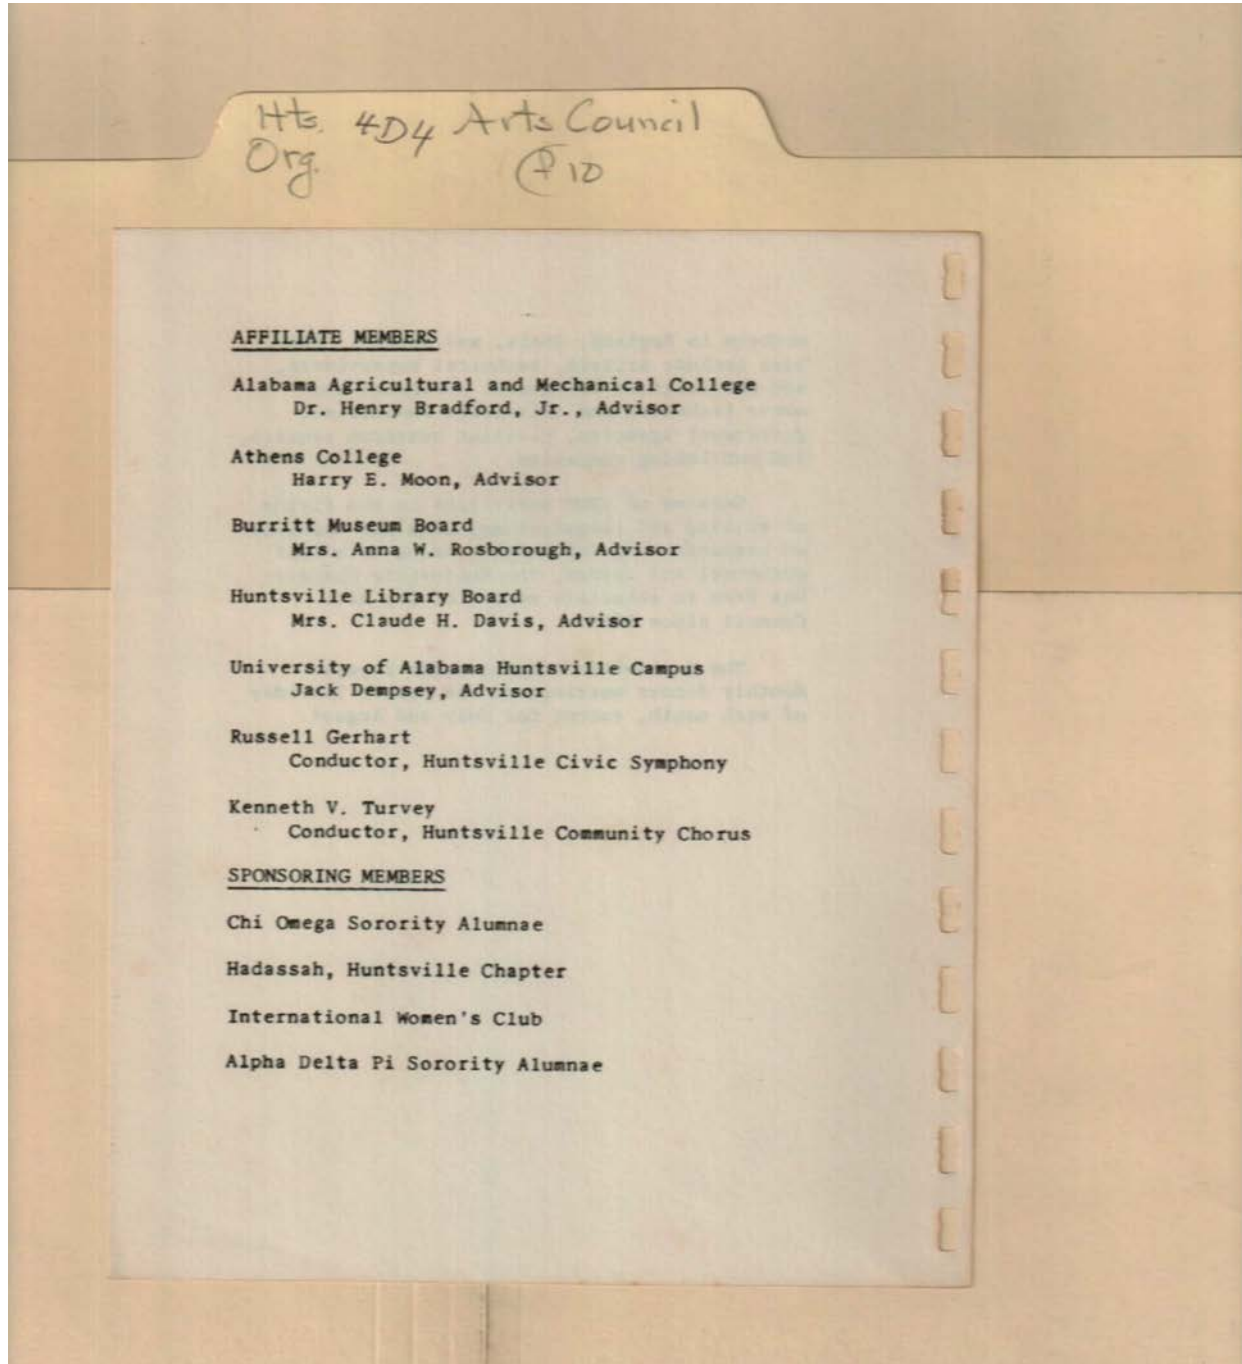 Hts. 4D4 Arts Council
Org. 10
AFFILIATE MEMBERS
Alabama Agricultural and Mechanical College
Dr. Henry Bradford, Jr., Advisor
Athens College
Harry E. Moon, Advisor
Burritt Museum Board
Mrs. Anna W. Rosborough, Advisor
Huntsville Library Board
Mrs. Claude H. Davis, Advisor
University of Alabama Huntsville Campus
Jack Dempsey, Advisor
Russell Gerhart
Conductor, Huntsville Civic Symphony
Kenneth V. Turvey
Conductor, Huntsville Community Chorus
SPONSORING MEMBERS
Chi Omega Sorority Alumnae
Hadassah, Huntsville Chapter
International Women's Club
Alpha Delta Pi Sorority Alumnae